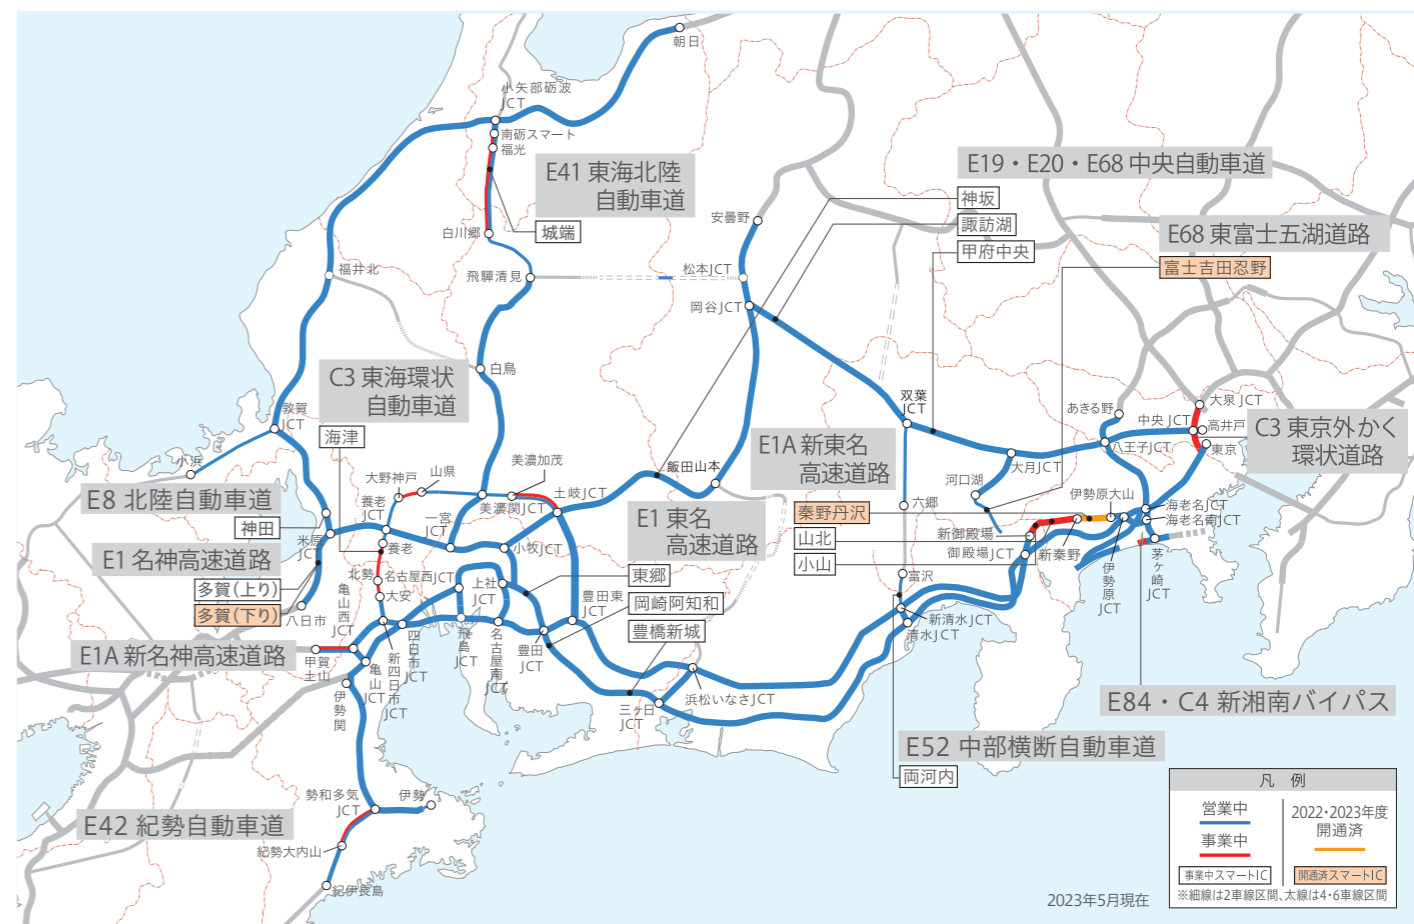 朝日
小矢部砺波
JCT
南砺スマート
福光
E41 東海北陸
自動車道
城端
白川郷
飛騨清見
福井北
白鳥
安曇野
松本JCT
岡谷JCT
E19・E20・E68 中央自動車道
神坂
諏訪湖
甲府中央
E68 東富士五湖道路
富士吉田忍野
C3 東海環状
自動車道
海津
敦賀
JCT
小浜
E8 北陸自動車道
神田
米原
JCT
E1 名神高速道路
多賀(上り)
多賀(下り)
八日市
大野神戸
山県
養老
JCT
養老
一宮
JCT
美濃関JCT
美濃加茂
土岐JCT
小牧JCT
飯田山本
E1 東名
高速道路
E1A 新東名
高速道路
双葉
JCT
六郷
富沢
河口湖
大月JCT
あきる野
八王子JCT
中央 JCT
大泉 JCT
高井戸
東京
C3 東京外かく
環状道路
伊勢原大山
海老名JCT
海老名南JCT
秦野丹沢
山北
小山
新御殿場
御殿場JCT
新秦野
伊勢原JCT
茅ヶ崎JCT
北勢
大安
名古屋西JCT
上社
JCT
東郷
岡崎阿知和
豊橋新城
豊田東
JCT
亀山西JCT
E1A 新名神高速道路
甲賀
土山
亀山JCT
新四日市JCT
四日市JCT
飛島JCT
名古屋南JCT
豊田
JCT
伊勢関
三ヶ日
JCT
浜松いなさJCT
新清水JCT
清水JCT
E84・C4 新湘南バイパス
E52 中部横断自動車道
両河内
勢和多気
JCT
伊勢
E42 紀勢自動車道
紀勢大内山
紀伊長島
凡 例
営業中
事業中
事業中スマートIC
2022・2023年度
開通済
開通済スマートIC
※細線は2車線区間、太線は4・6車線区間
2023年5月現在